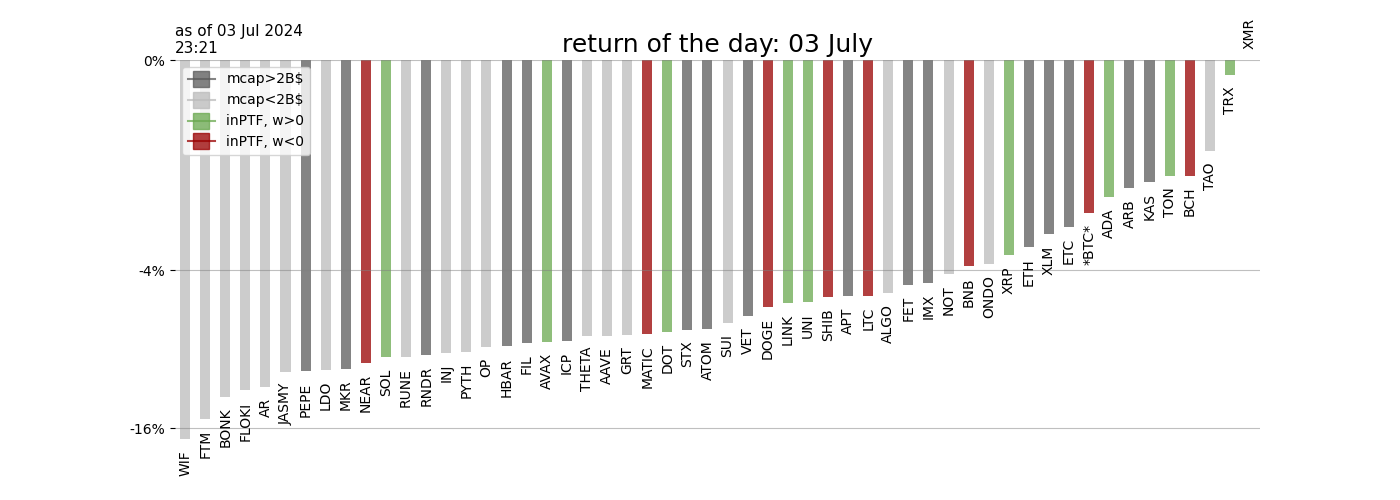 as of 03 Jul 2024
23:21
return of the day: 03 July
XMR
0%
-4%
-16%
mcap>2B$
mcap<2B$
inPTF, w>0
inPTF, w<0
WIF
FTM
BONK
FLOKI
AR
JASMY
PEPE
LDO
MKR
NEAR
SOL
RUNE
RNDR
INJ
PYTH
OP
HBAR
FIL
AVAX
ICP
THETA
AAVE
GRT
MATIC
DOT
STX
ATOM
SUI
VET
DOGE
LINK
UNI
SHIB
APT
LTC
ALGO
FET
IMX
NOT
BNB
ONDO
XRP
ETH
XLM
ETC
*BTC*
ADA
ARB
KAS
TON
BCH
TAO
TRX